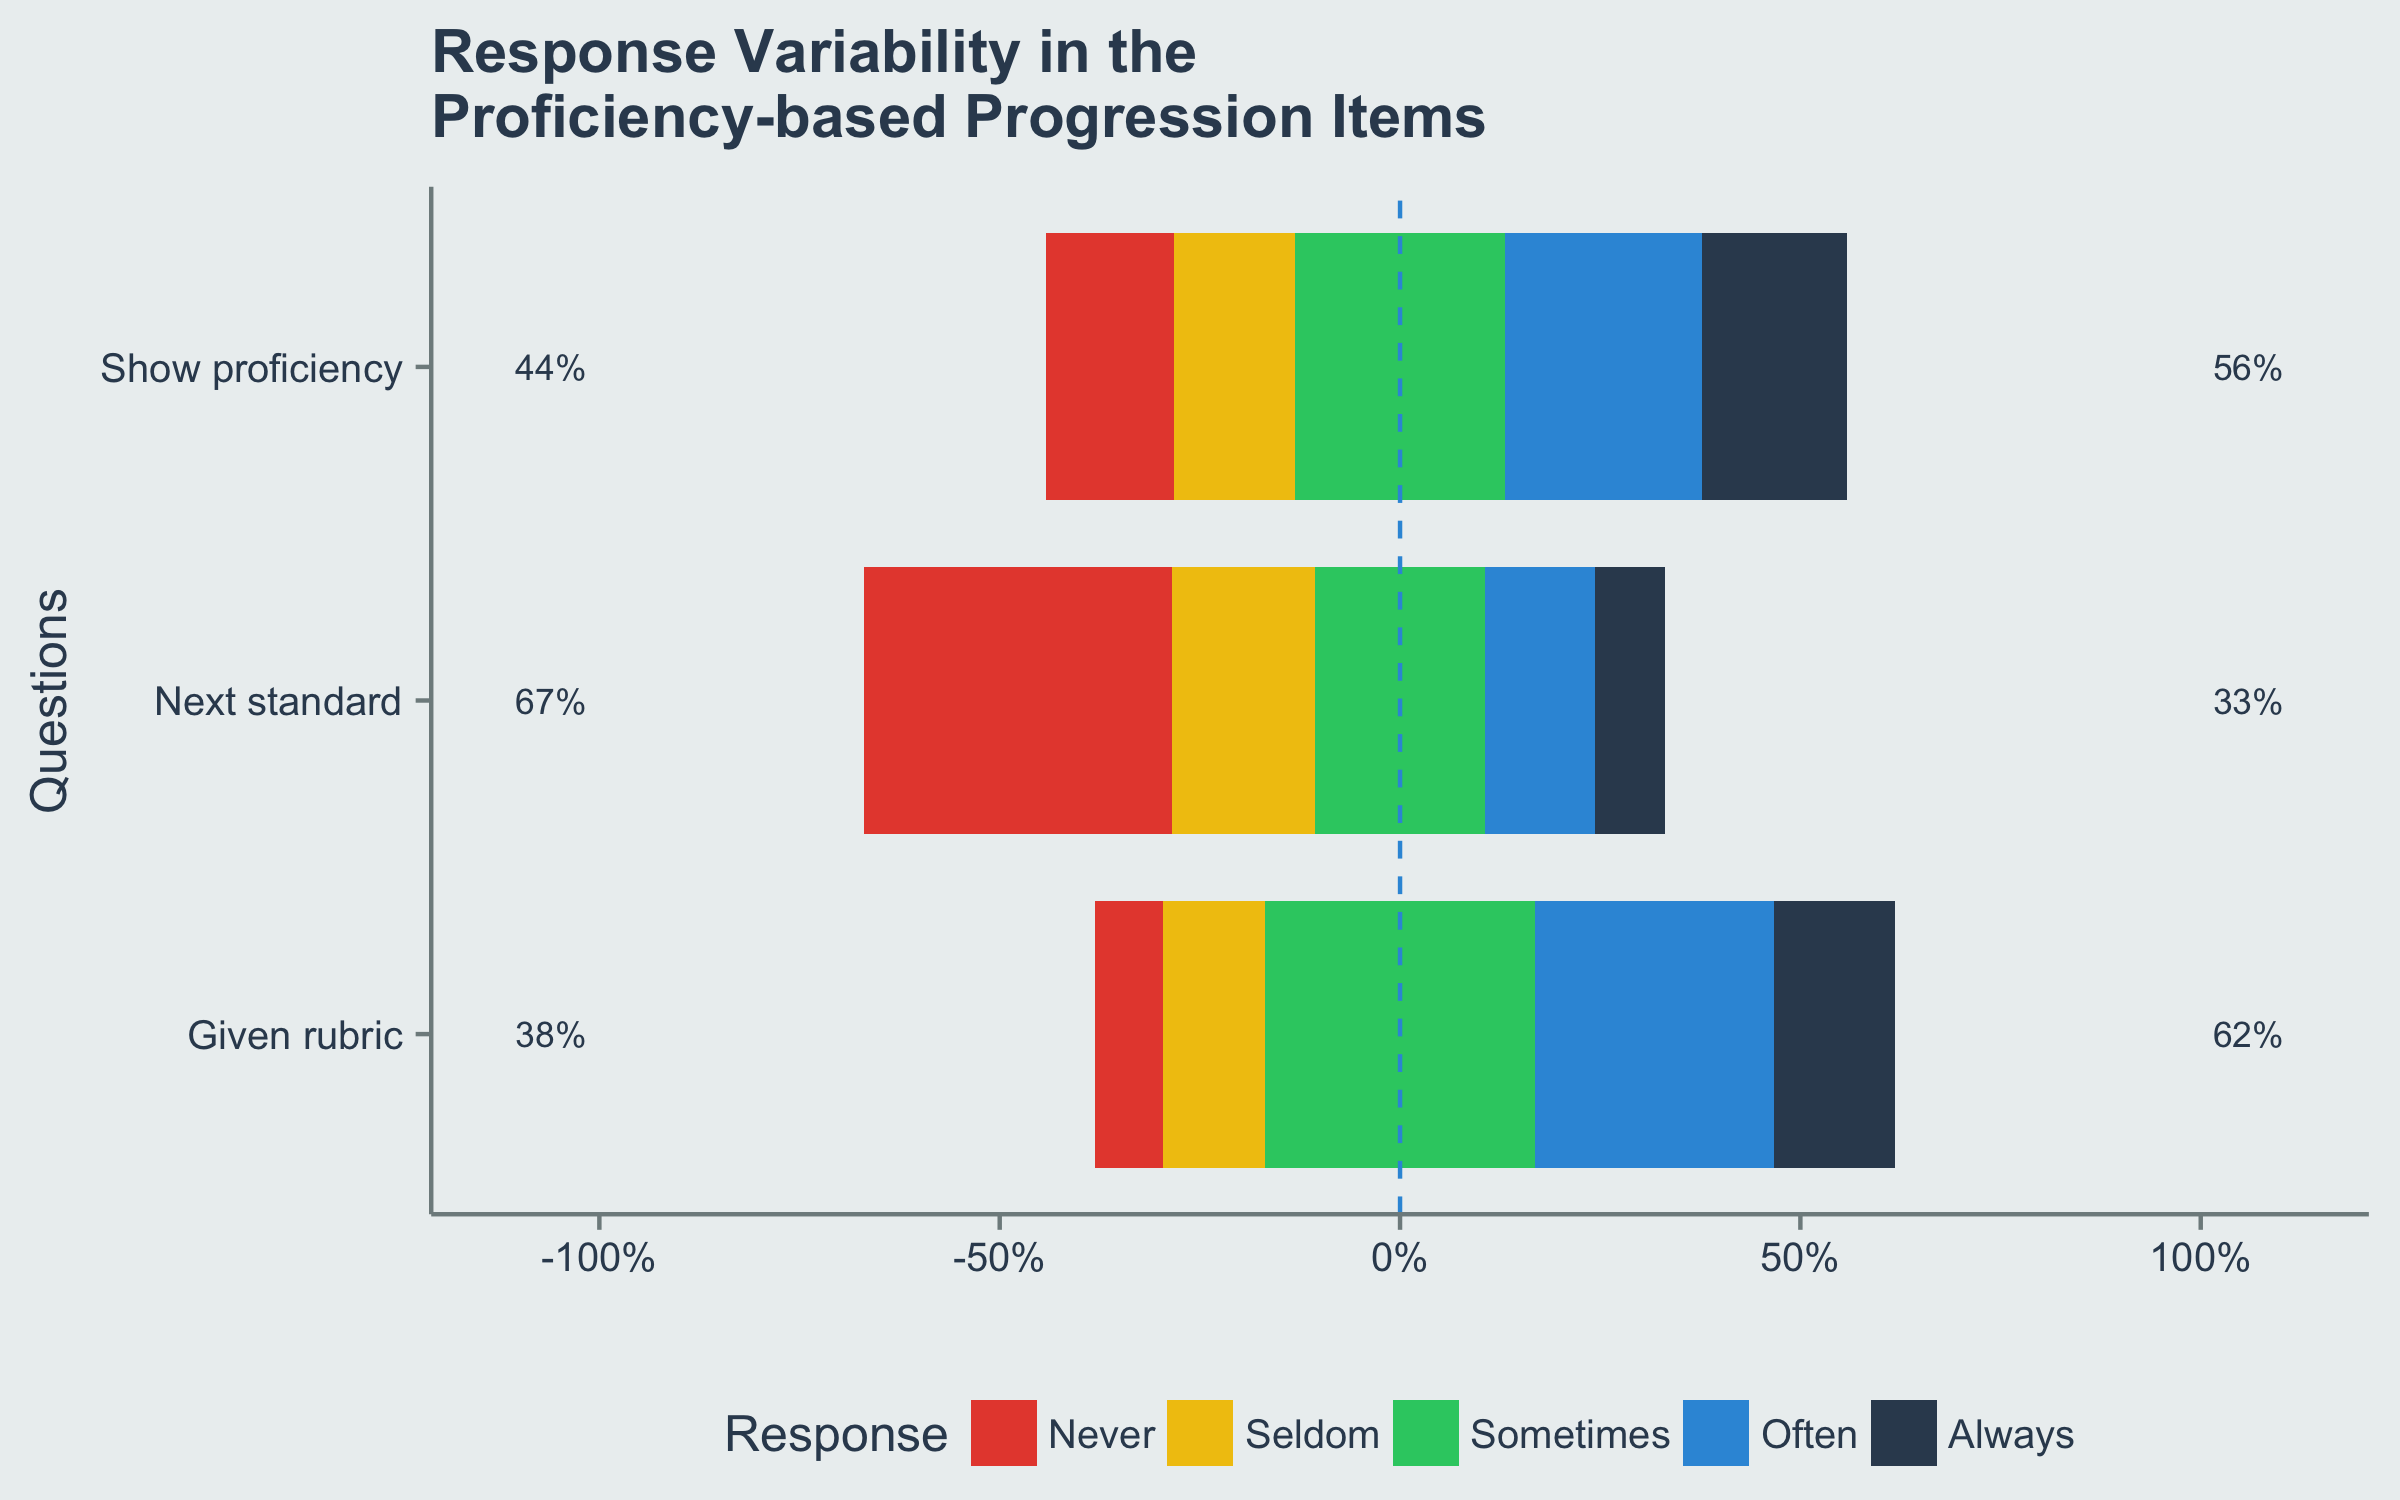 Response Variability in the
Proficiency-based Progression Items
Questions
Show proficiency 44% 56%
Next standard 67% 33%
Given rubric 38% 62%
-100% -50% 0% 50% 100%
Response Never Seldom Sometimes Often Always